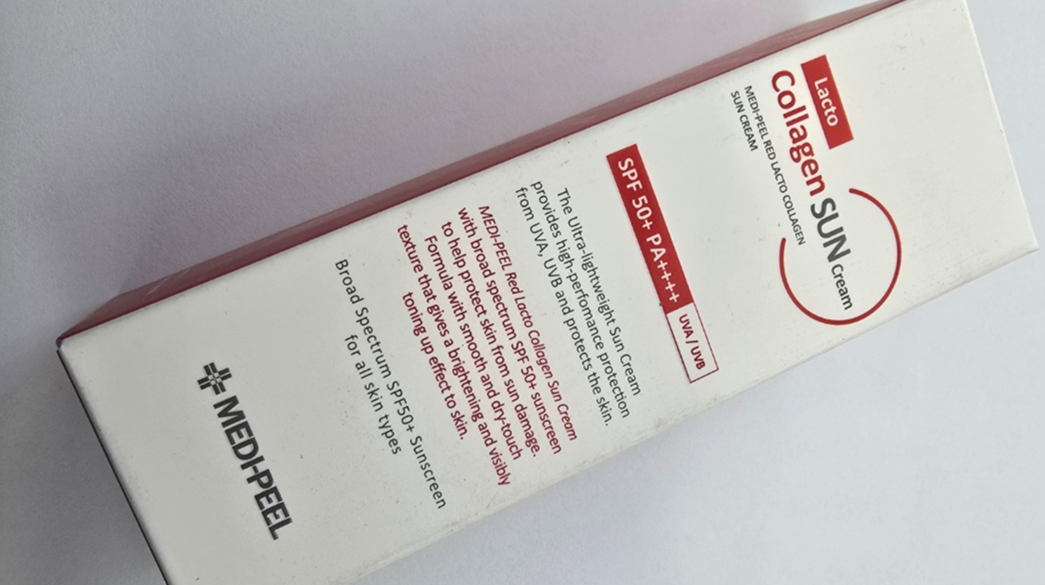 Lacto
Collagen SUN Cream
MEDI-PEEL RED LACTO COLLAGEN
SUN CREAM
SPF 50+ PA++++ UVA / UVB
The Ultra-lightweight Sun Cream
provides high-perfomance protection
from UVA, UVB and protects the skin.
MEDI-PEEL Red Lacto Collagen Sun Cream
with broad spectrum SPF 50+ sunscreen
to help protect skin from sun damage.
Formula with smooth and dry-touch
texture that gives a brightening and visibly
toning up effect to skin.
Broad Spectrum SPF50+ Sunscreen
for all skin types
MEDI-PEEL